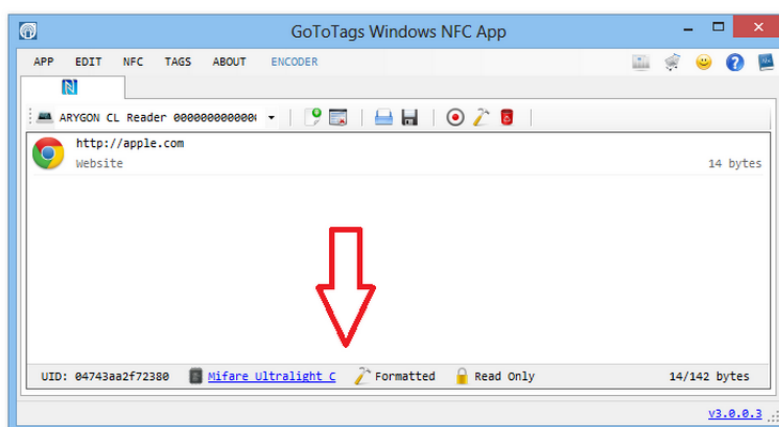 GoToTags Windows NFC App
APP EDIT NFC TAGS ABOUT ENCODER
ARYGON CL Reader 0000000000000
http://apple.com
Website 14 bytes
UID: 04743aa2f72380 Mifare Ultralight C Formatted Read Only 14/142 bytes
v3.0.0.3